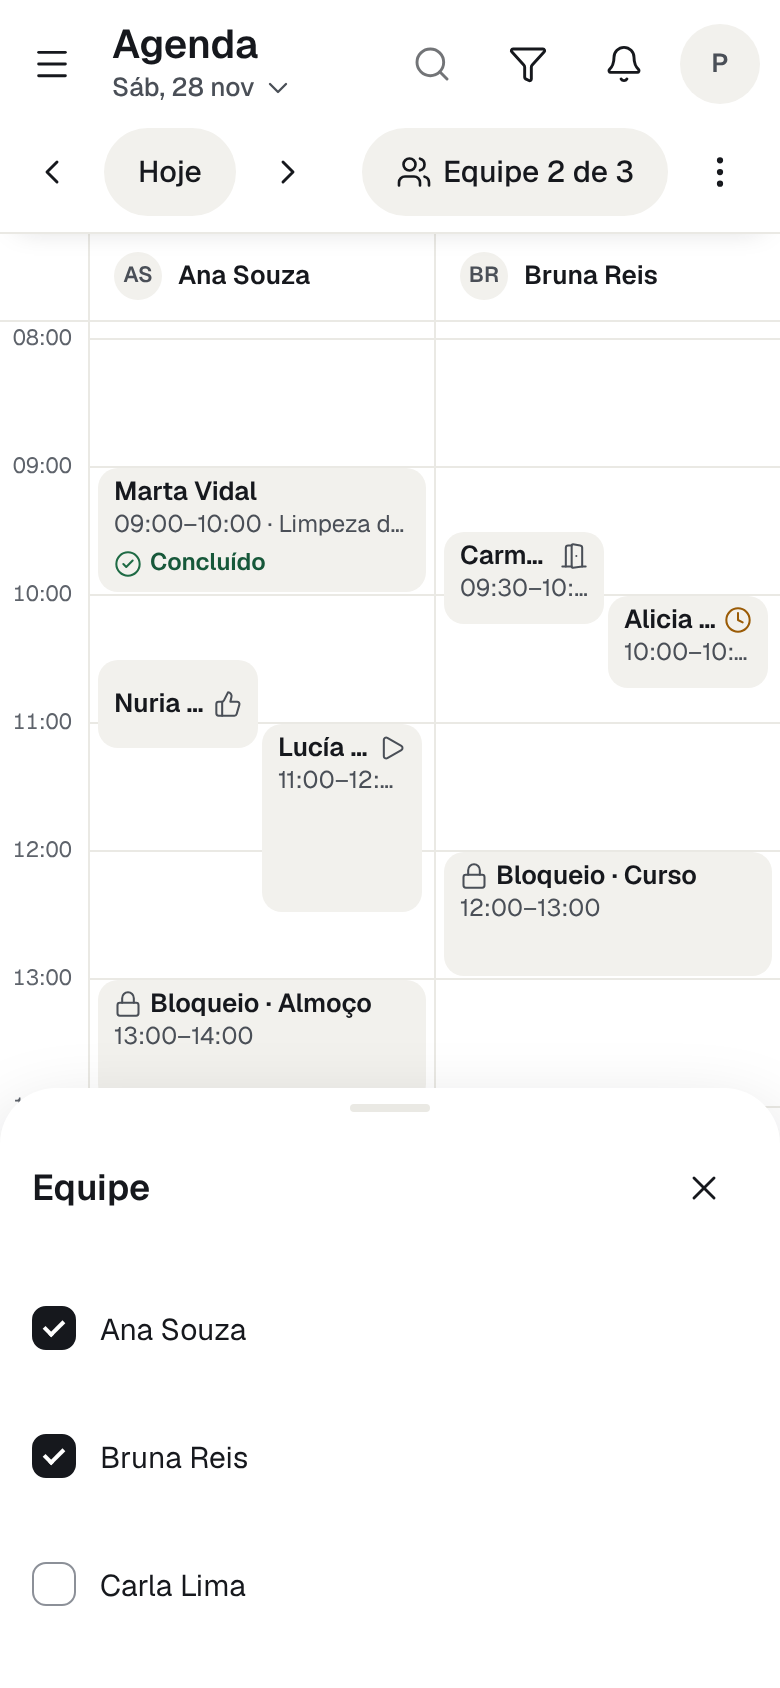 Agenda
Sáb, 28 nov
P
Hoje
Equipe 2 de 3
AS Ana Souza
BR Bruna Reis
08:00
09:00
Marta Vidal
09:00–10:00 · Limpeza d...
Concluído
Carm...
09:30–10:...
10:00
Alicia ...
10:00–10:...
Nuria ...
11:00
Lucía ...
11:00–12:...
12:00
Bloqueio · Curso
12:00–13:00
13:00
Bloqueio · Almoço
13:00–14:00
Equipe
Ana Souza
Bruna Reis
Carla Lima